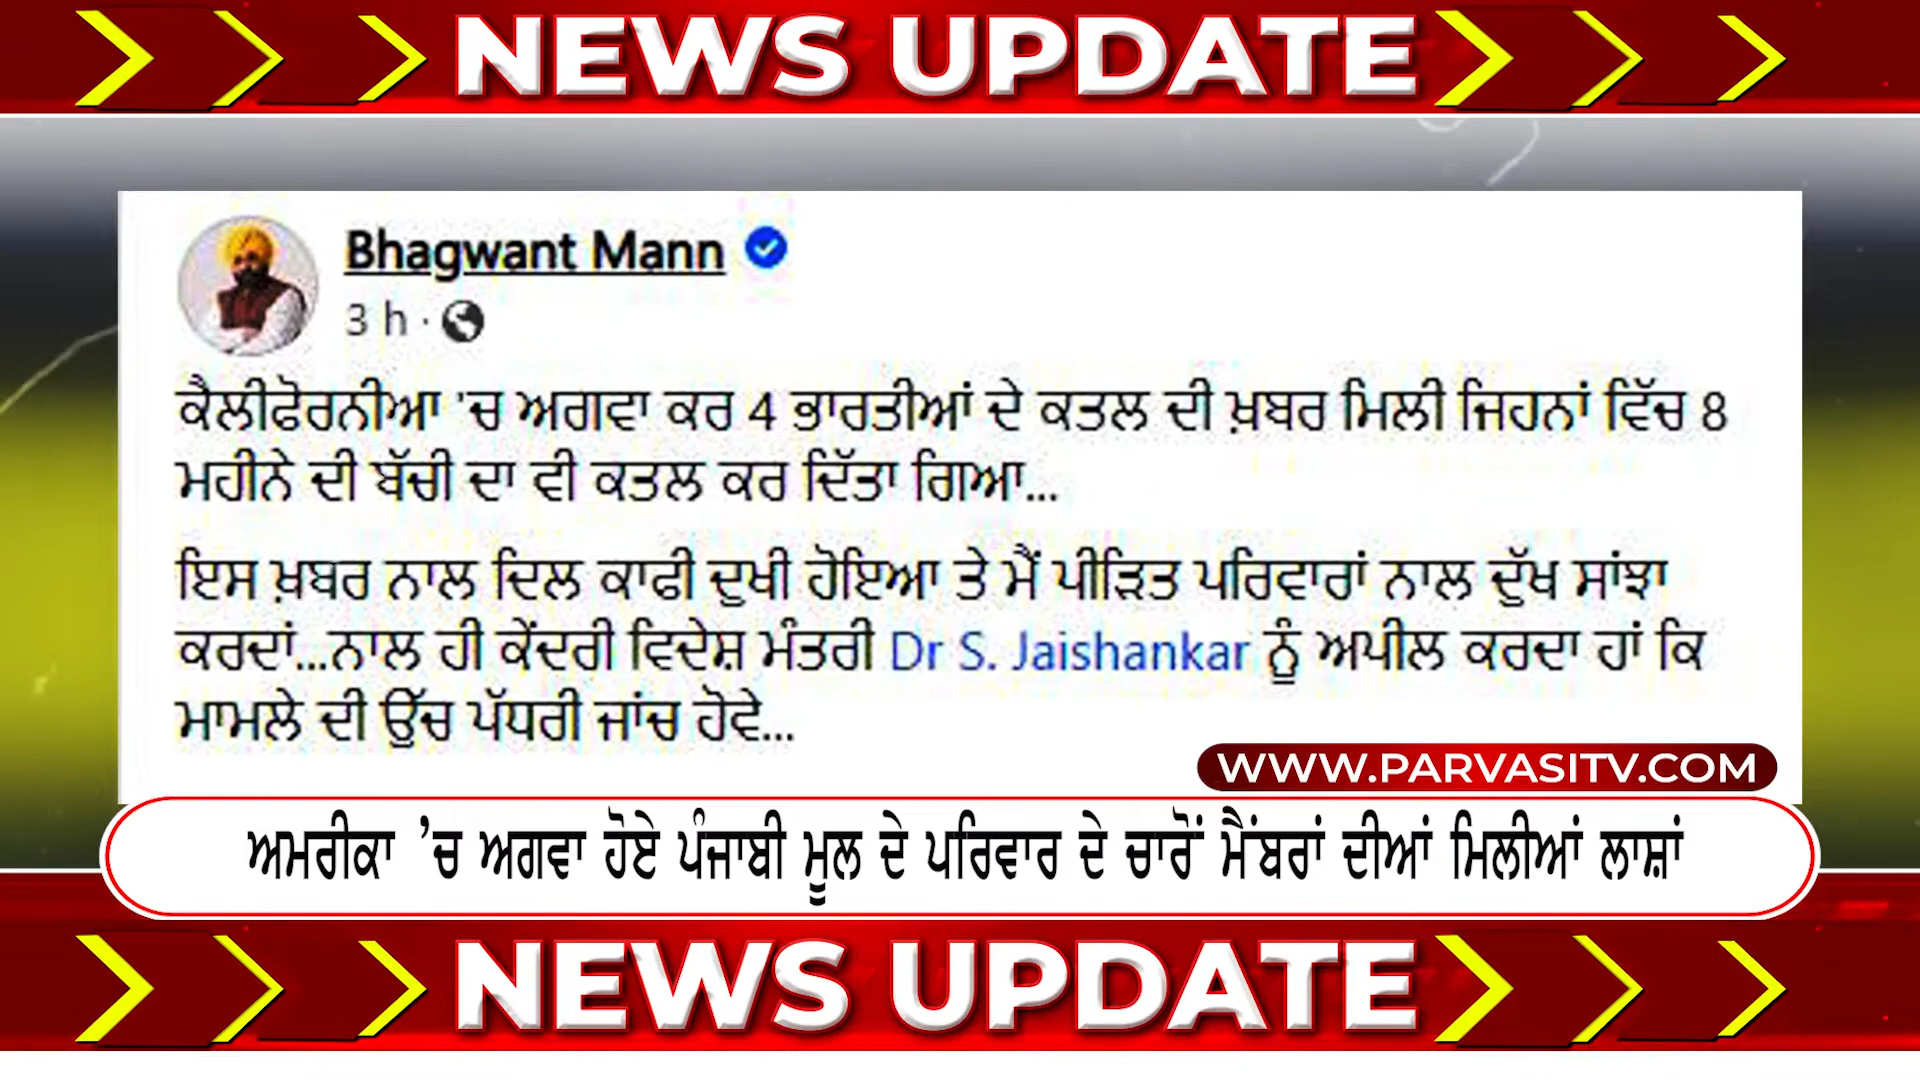 NEWS UPDATE
Bhagwant Mann
3 h ·
ਕੈਲੀਫੋਰਨੀਆ 'ਚ ਅਗਵਾ ਕਰ 4 ਭਾਰਤੀਆਂ ਦੇ ਕਤਲ ਦੀ ਖ਼ਬਰ ਮਿਲੀ ਜਿਹਨਾਂ ਵਿੱਚ 8
ਮਹੀਨੇ ਦੀ ਬੱਚੀ ਦਾ ਵੀ ਕਤਲ ਕਰ ਦਿੱਤਾ ਗਿਆ...
ਇਸ ਖ਼ਬਰ ਨਾਲ ਦਿਲ ਕਾਫੀ ਦੁਖੀ ਹੋਇਆ ਤੇ ਮੈਂ ਪੀੜਿਤ ਪਰਿਵਾਰਾਂ ਨਾਲ ਦੁੱਖ ਸਾਂਝਾ
ਕਰਦਾਂ...ਨਾਲ ਹੀ ਕੇਂਦਰੀ ਵਿਦੇਸ਼ ਮੰਤਰੀ Dr S. Jaishankar ਨੂੰ ਅਪੀਲ ਕਰਦਾ ਹਾਂ ਕਿ
ਮਾਮਲੇ ਦੀ ਉੱਚ ਪੱਧਰੀ ਜਾਂਚ ਹੋਵੇ...
WWW.PARVASITV.COM
ਅਮਰੀਕਾ ’ਚ ਅਗਵਾ ਹੋਏ ਪੰਜਾਬੀ ਮੂਲ ਦੇ ਪਰਿਵਾਰ ਦੇ ਚਾਰੋਂ ਮੈਂਬਰਾਂ ਦੀਆਂ ਮਿਲੀਆਂ ਲਾਸ਼ਾਂ
NEWS UPDATE